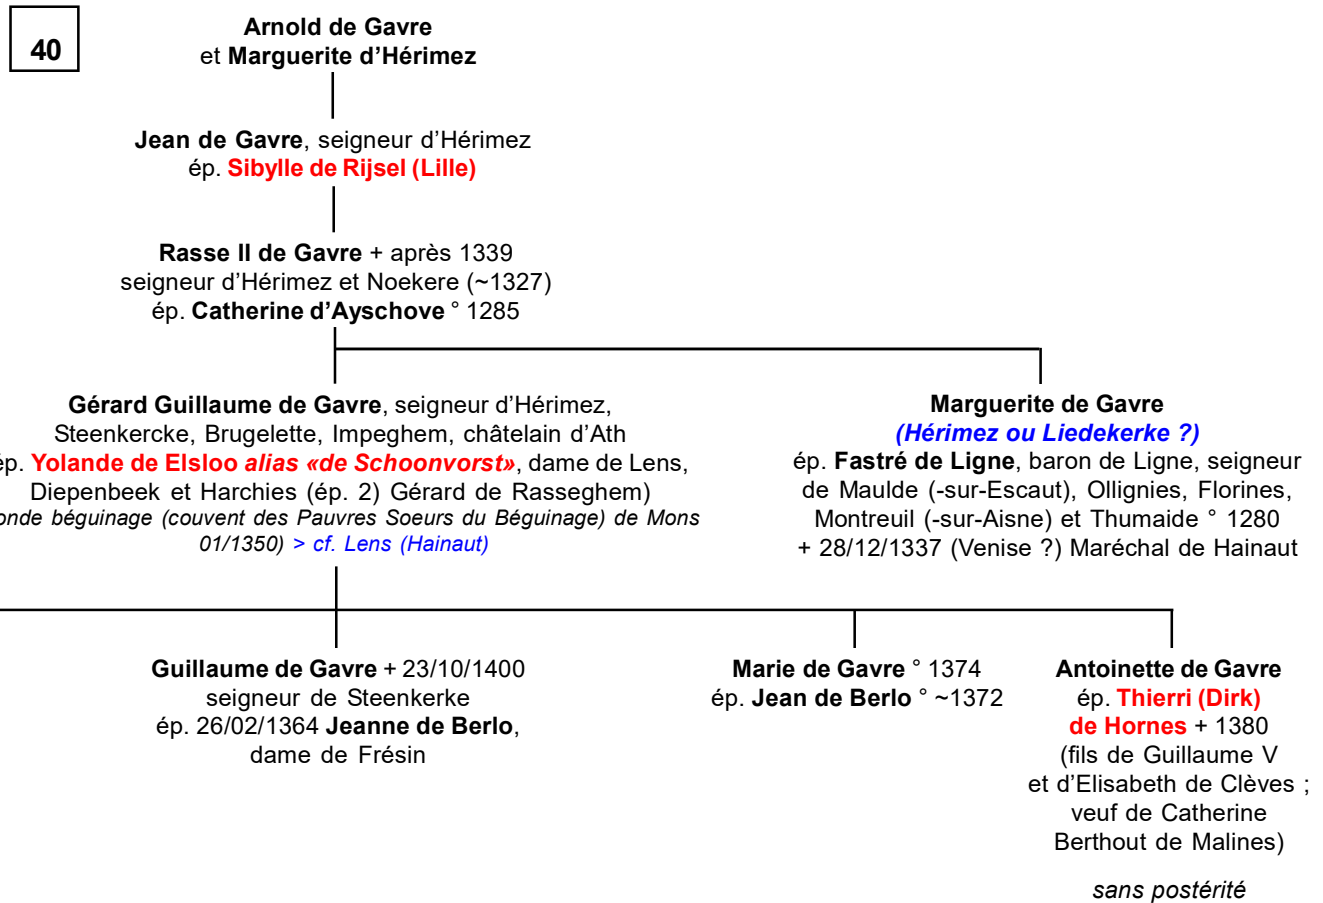 40
Arnold de Gavre
et Marguerite d’Hérimez
Jean de Gavre, seigneur d’Hérimez
ép. Sibylle de Rijsel (Lille)
Rasse II de Gavre + après 1339
seigneur d’Hérimez et Noekere (~1327)
ép. Catherine d’Ayschove ° 1285
Gérard Guillaume de Gavre, seigneur d’Hérimez,
Steenkercke, Brugelette, Impeghem, châtelain d’Ath
ép. Yolande de Elsloo alias «de Schoonvorst», dame de Lens,
Diepenbeek et Harchies (ép. 2) Gérard de Rasseghem)
onde béguinage (couvent des Pauvres Soeurs du Béguinage) de Mons
01/1350) > cf. Lens (Hainaut)
Marguerite de Gavre
(Hérimez ou Liedekerke ?)
ép. Fastré de Ligne, baron de Ligne, seigneur
de Maulde (-sur-Escaut), Ollignies, Florines,
Montreuil (-sur-Aisne) et Thumaide ° 1280
+ 28/12/1337 (Venise ?) Maréchal de Hainaut
Guillaume de Gavre + 23/10/1400
seigneur de Steenkerke
ép. 26/02/1364 Jeanne de Berlo,
dame de Frésin
Marie de Gavre ° 1374
ép. Jean de Berlo ° ~1372
Antoinette de Gavre
ép. Thierri (Dirk)
de Hornes + 1380
(fils de Guillaume V
et d’Elisabeth de Clèves ;
veuf de Catherine
Berthout de Malines)
sans postérité